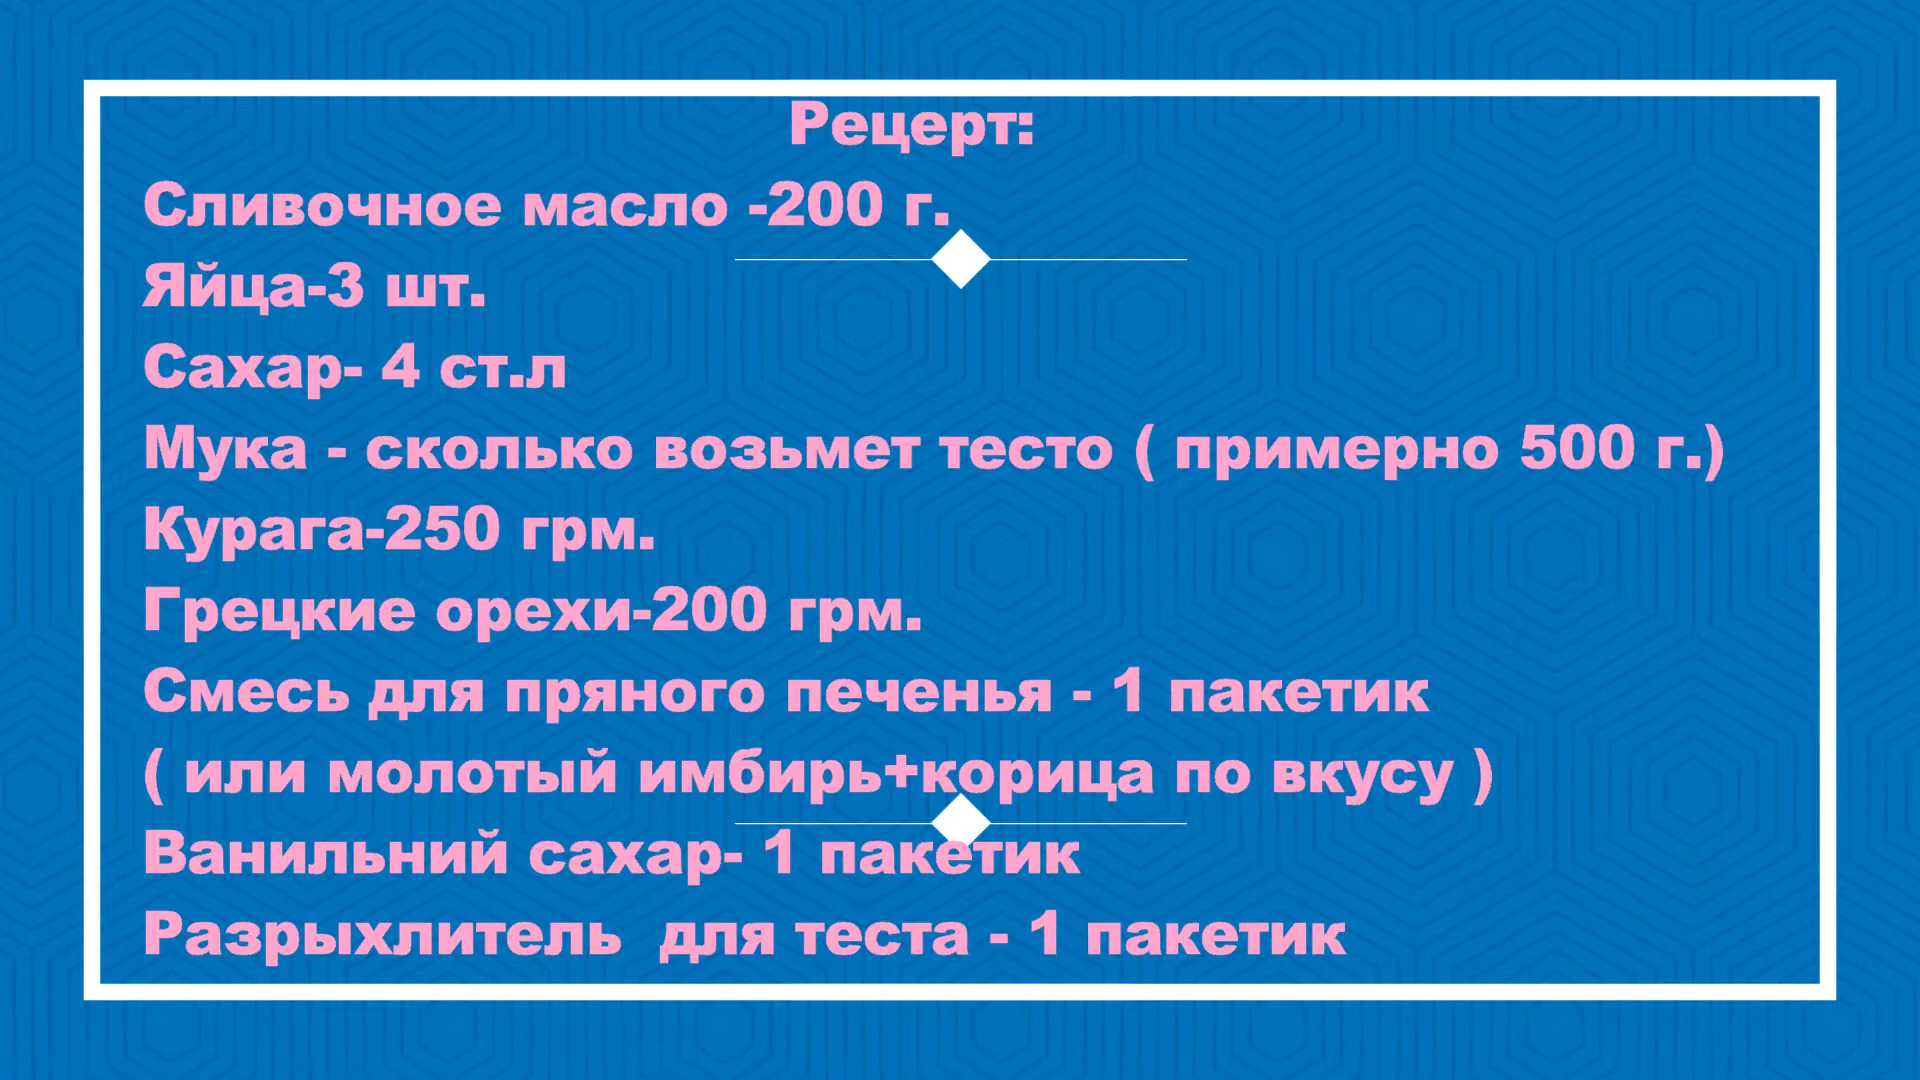 Рецерт:
Сливочное масло -200 г.
Яйца-3 шт.
Сахар- 4 ст.л
Мука - сколько возьмет тесто ( примерно 500 г.)
Курага-250 грм.
Грецкие орехи-200 грм.
Смесь для пряного печенья - 1 пакетик
( или молотый имбирь+корица по вкусу )
Ванильний сахар- 1 пакетик
Разрыхлитель  для теста - 1 пакетик